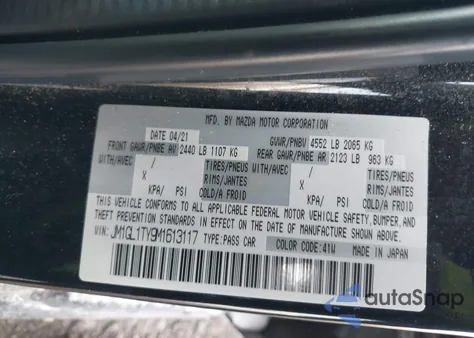 MFD. BY MAZDA MOTOR CORPORATION
DATE 04/21 GVWR/PNBV 4552 LB 2065 KG
FRONT GAWR/PNBE AV 2440 LB 1107 KG REAR GAWR/PNBE AR 2123 LB 963 KG
WITH/AVEC / TIRES/PNEUS WITH/AVEC / TIRES/PNEUS
X RIMS/JANTES X RIMS/JANTES
KPA/ PSI COLD/A FROID KPA/ PSI COLD/A FROID
THIS VEHICLE CONFORMS TO ALL APPLICABLE FEDERAL MOTOR VEHICLE SAFETY, BUMPER, AND
THEFT PREVENTION STANDARDS IN EFFECT ON THE DATE OF MANUFACTURE SHOWN ABOVE.
JM1GL1TY9M1613117 TYPE:PASS CAR COLOR CODE: 41W MADE IN JAPAN
autoSnap